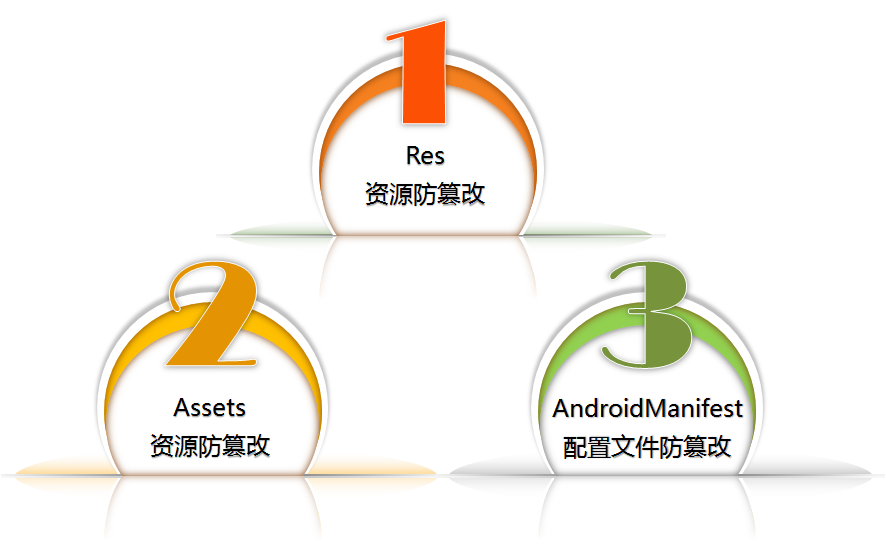 1
Res
资源防篡改
2
Assets
资源防篡改
3
AndroidManifest
配置文件防篡改